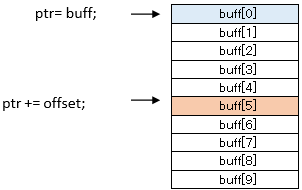 ptr= buff;
buff[0]
buff[1]
buff[2]
buff[3]
buff[4]
ptr += offset;
buff[5]
buff[6]
buff[7]
buff[8]
buff[9]